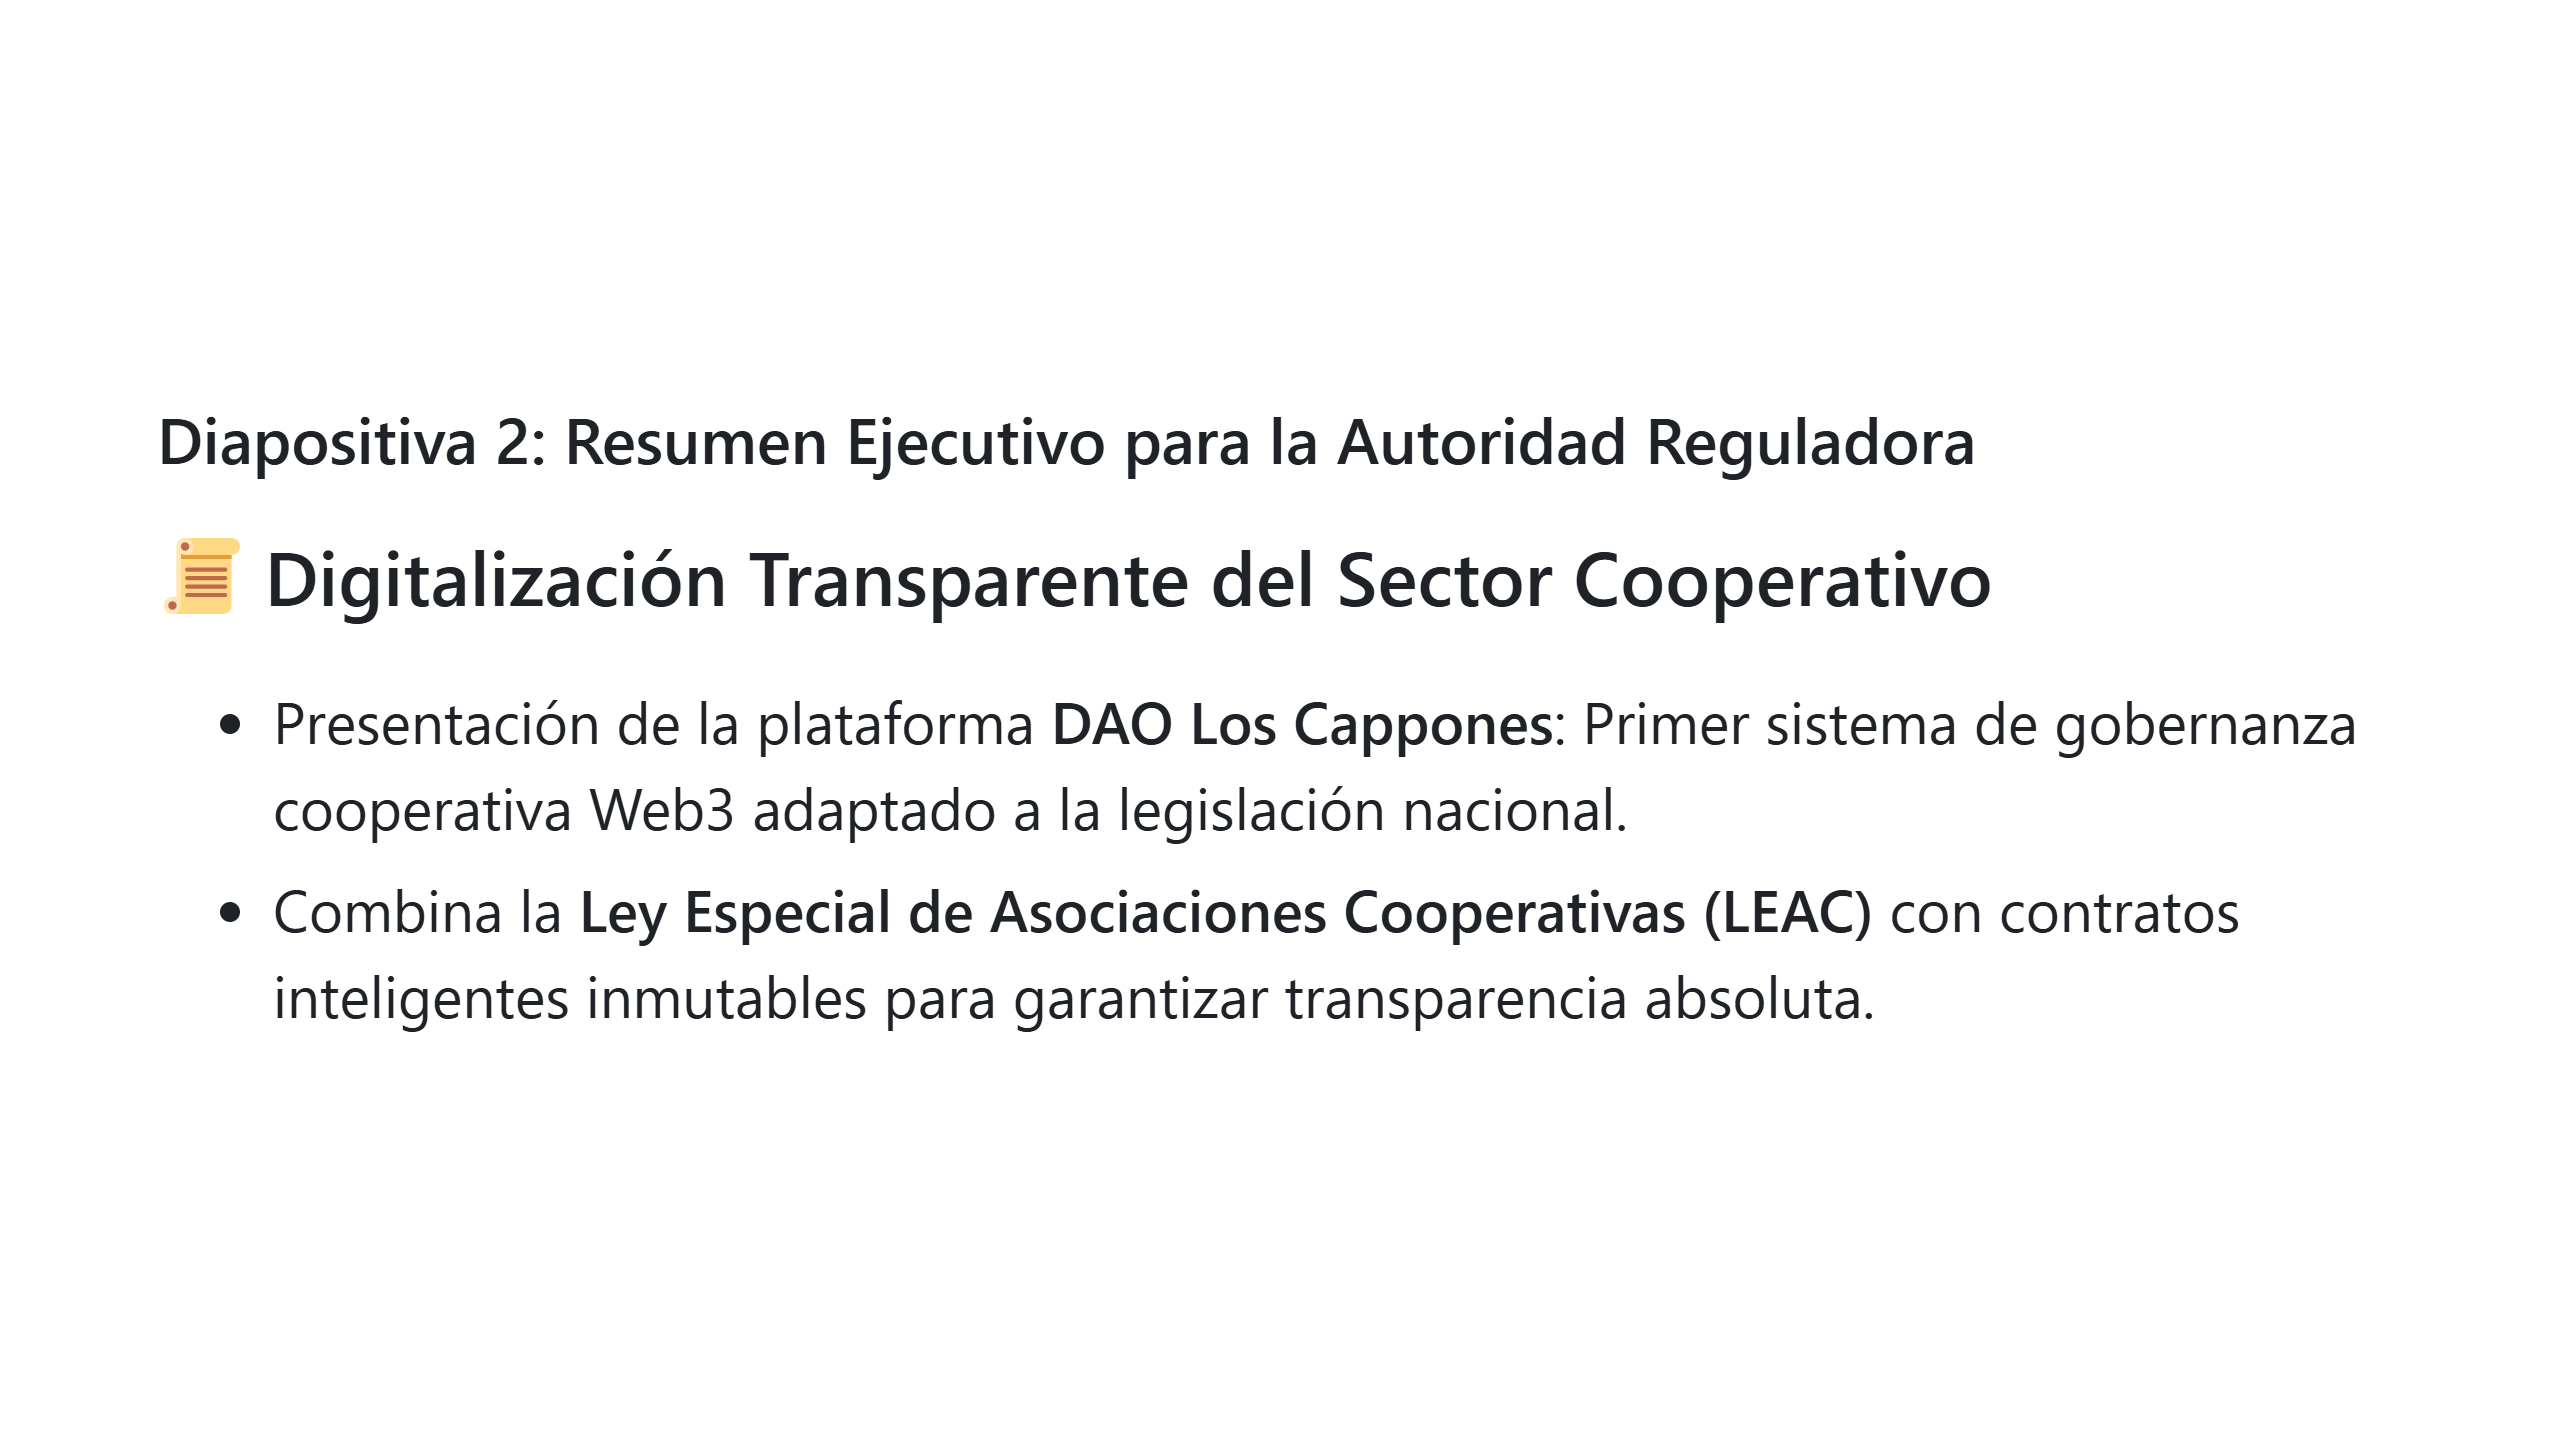 Diapositiva 2: Resumen Ejecutivo para la Autoridad Reguladora
📜 Digitalización Transparente del Sector Cooperativo
• Presentación de la plataforma DAO Los Cappones: Primer sistema de gobernanza
cooperativa Web3 adaptado a la legislación nacional.
• Combina la Ley Especial de Asociaciones Cooperativas (LEAC) con contratos
inteligentes inmutables para garantizar transparencia absoluta.